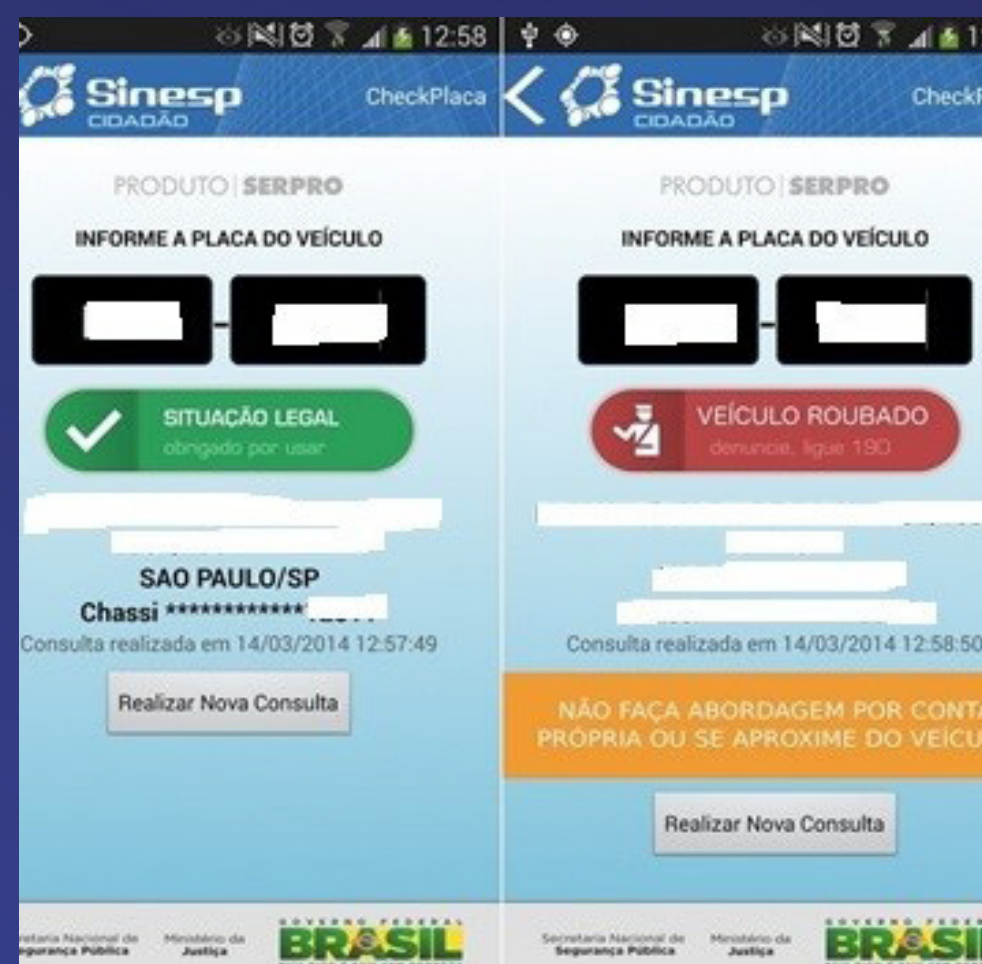 12:58
Sinesp
CIDADÃO
CheckPlaca
PRODUTO | SERPRO
INFORME A PLACA DO VEÍCULO
-
SITUAÇÃO LEGAL
obrigado por usar
SAO PAULO/SP
Chassi ************
Consulta realizada em 14/03/2014 12:57:49
Realizar Nova Consulta
Segurança Pública
Ministério da
Justiça
GOVERNO FEDERAL
BRASIL
Sinesp
CIDADÃO
PRODUTO | SERPRO
INFORME A PLACA DO VEÍCULO
-
VEÍCULO ROUBADO
denuncie, ligue 190
Consulta realizada em 14/03/2014 12:58:50
NÃO FAÇA ABORDAGEM POR CONTA
PRÓPRIA OU SE APROXIME DO
Realizar Nova Consulta
Secretaria Nacional de
Segurança Pública
Ministério da
Justiça
BRASIL